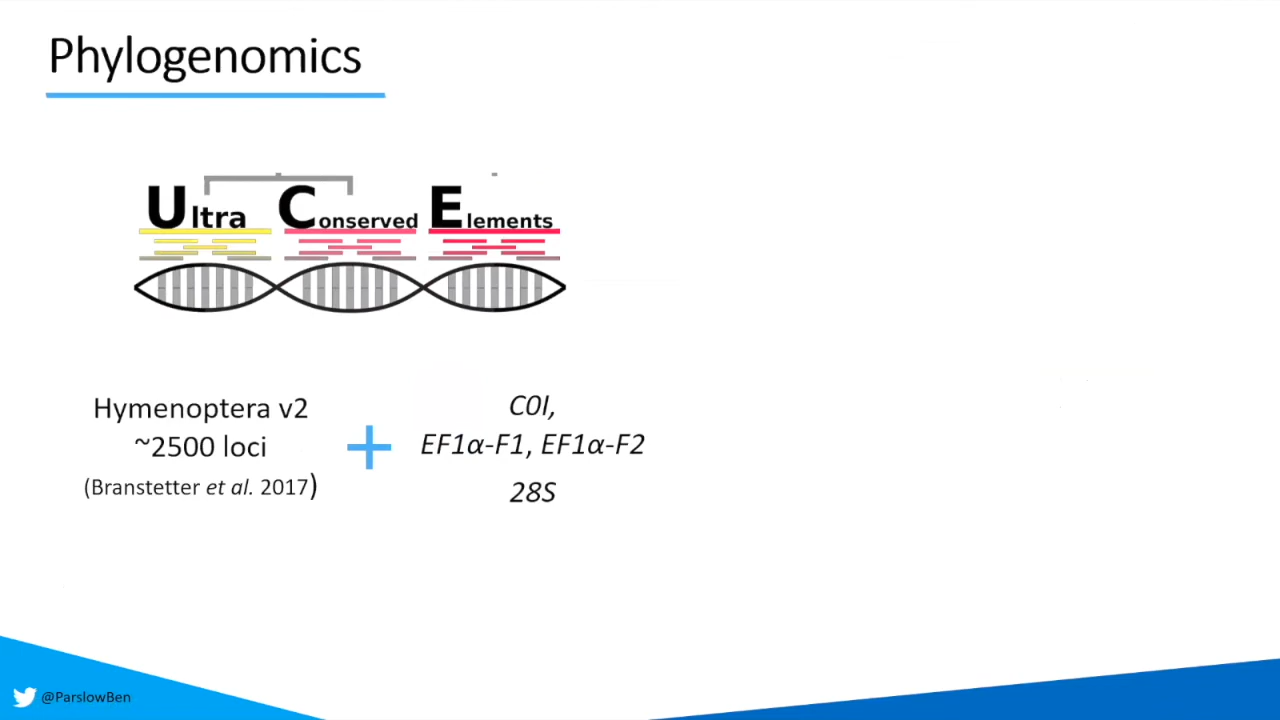 Phylogenomics
Ultra Conserved Elements
Hymenoptera v2
~2500 loci
(Branstetter et al. 2017)
+
C0I,
EF1α-F1, EF1α-F2
28S
@ParslowBen